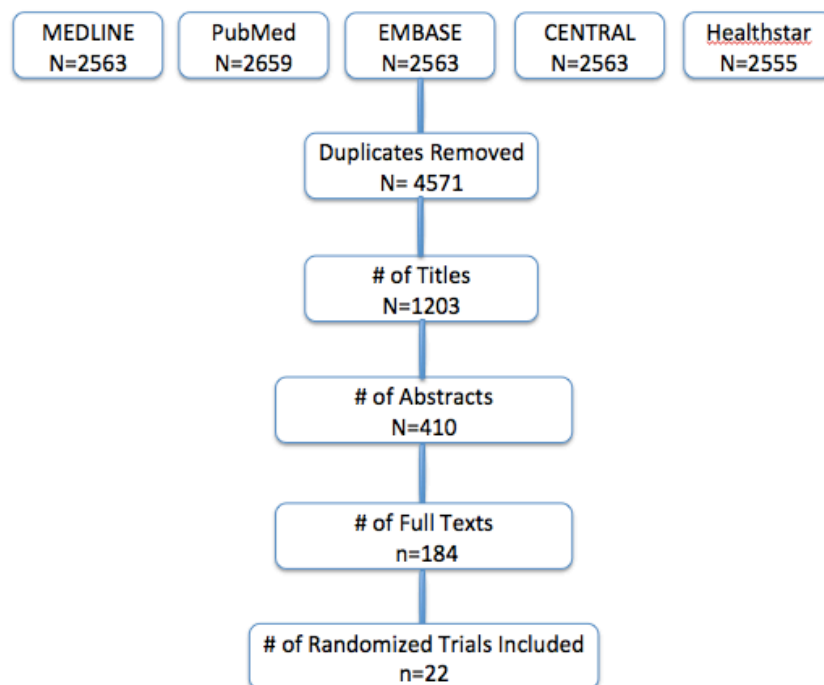 MEDLINE
N=2563
PubMed
N=2659
EMBASE
N=2563
CENTRAL
N=2563
Healthstar
N=2555
Duplicates Removed
N= 4571
# of Titles
N=1203
# of Abstracts
N=410
# of Full Texts
n=184
# of Randomized Trials Included
n=22